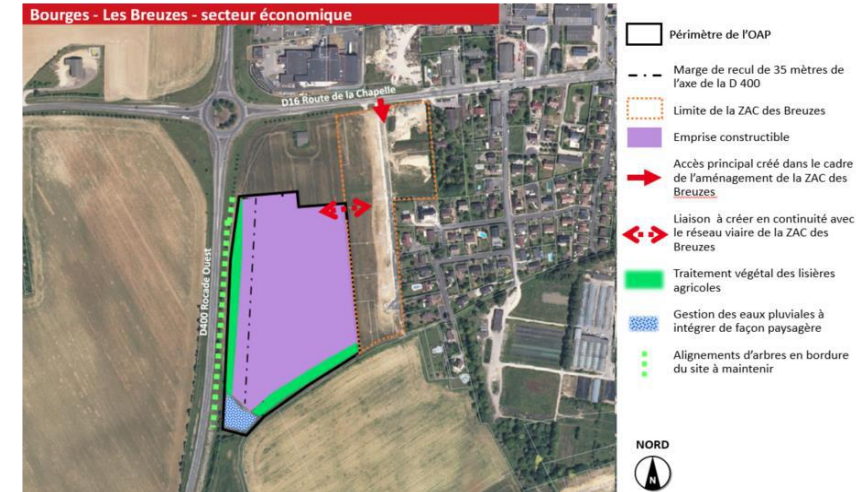 Bourges - Les Breuzes - secteur économique
D16 Route de la Chapelle
D400 Rocade Ouest
Périmètre de l'OAP
Marge de recul de 35 mètres de
l'axe de la D 400
Limite de la ZAC des Breuzes
Emprise constructible
Accès principal créé dans le cadre
de l'aménagement de la ZAC des
Breuzes
Liaison à créer en continuité avec
le réseau viaire de la ZAC des
Breuzes
Traitement végétal des lisières
agricoles
Gestion des eaux pluviales à
intégrer de façon paysagère
Alignements d'arbres en bordure
du site à maintenir
NORD
N